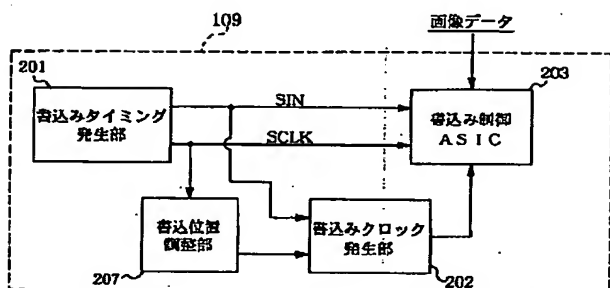 109
画像データ
201
書込みタイミング
発生部
SIN
SCLK
203
書込み制御
ASIC
書込位置
調整部
207
書込みクロック
発生部
202